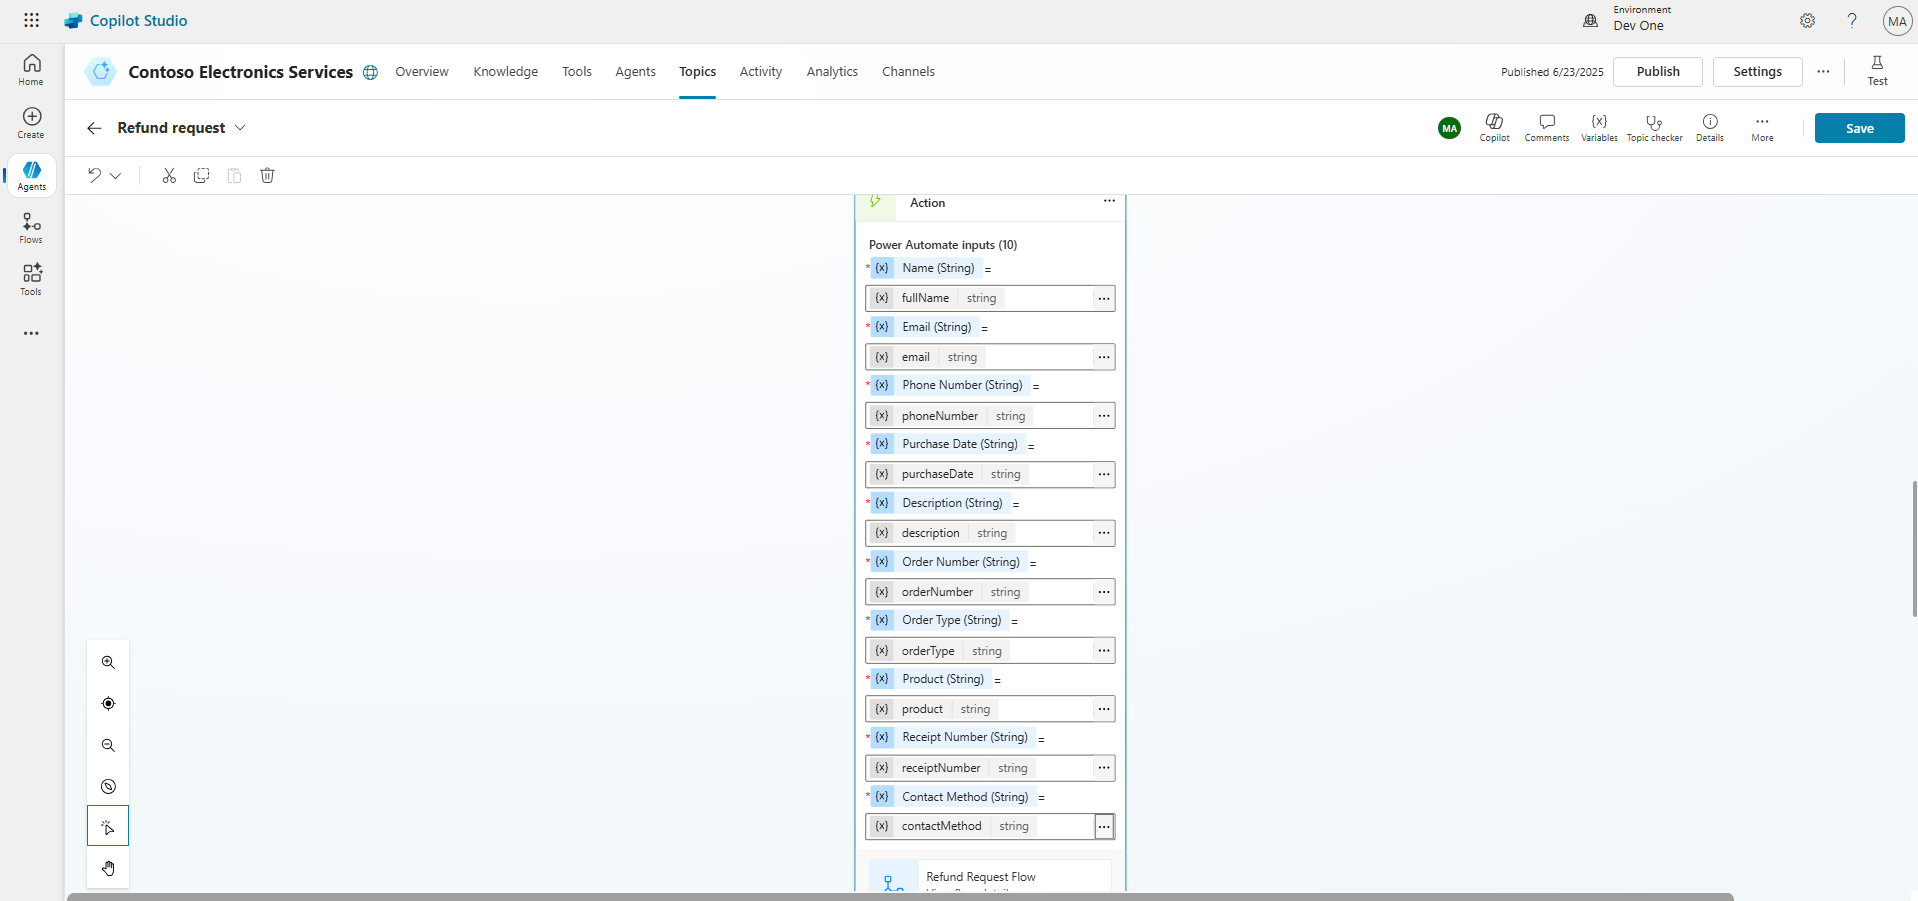 Copilot Studio
Environment
Dev One
MA
Home
Create
Agents
Flows
Tools
Contoso Electronics Services
Overview
Knowledge
Tools
Agents
Topics
Activity
Analytics
Channels
Published 6/23/2025
Publish
Settings
Test
Refund request
MA
Copilot
Comments
Variables
Topic checker
Details
More
Save
Action
Power Automate inputs (10)
* {x} Name (String) =
{x} fullName string
* {x} Email (String) =
{x} email string
* {x} Phone Number (String) =
{x} phoneNumber string
* {x} Purchase Date (String) =
{x} purchaseDate string
* {x} Description (String) =
{x} description string
* {x} Order Number (String) =
{x} orderNumber string
* {x} Order Type (String) =
{x} orderType string
* {x} Product (String) =
{x} product string
* {x} Receipt Number (String) =
{x} receiptNumber string
* {x} Contact Method (String) =
{x} contactMethod string
Refund Request Flow